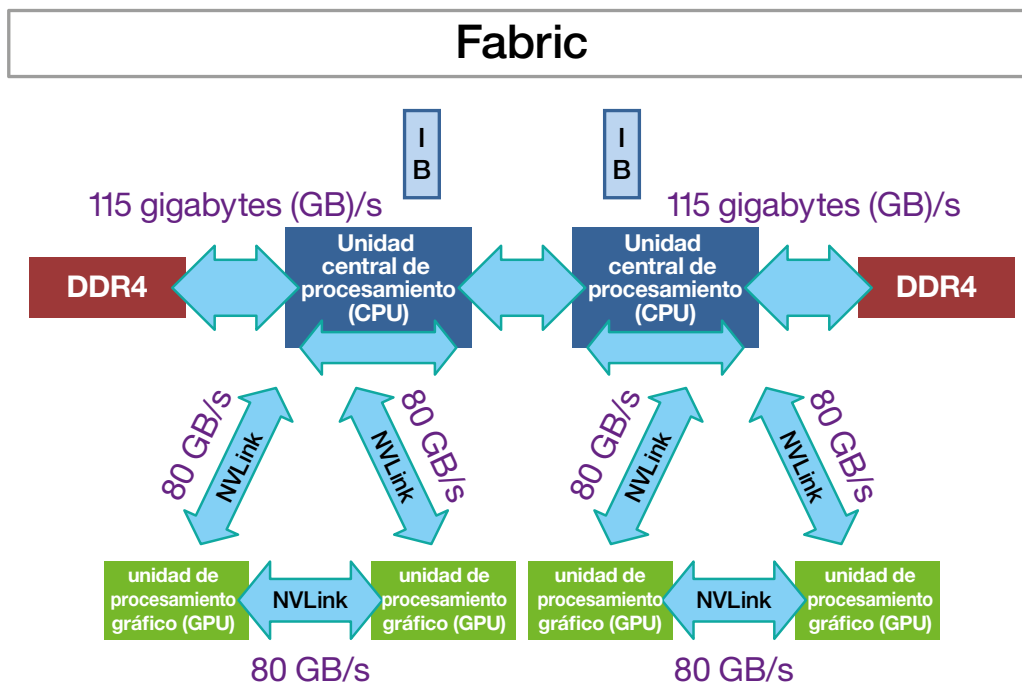 Fabric
I
B
I
B
115 gigabytes (GB)/s
115 gigabytes (GB)/s
DDR4
Unidad
central de
procesamiento
(CPU)
Unidad
central de
procesamiento
(CPU)
DDR4
80 GB/s
NVLink
80 GB/s
NVLink
80 GB/s
NVLink
80 GB/s
NVLink
unidad de
procesamiento
gráfico (GPU)
NVLink
unidad de
procesamiento
gráfico (GPU)
unidad de
procesamiento
gráfico (GPU)
NVLink
unidad de
procesamiento
gráfico (GPU)
80 GB/s
80 GB/s